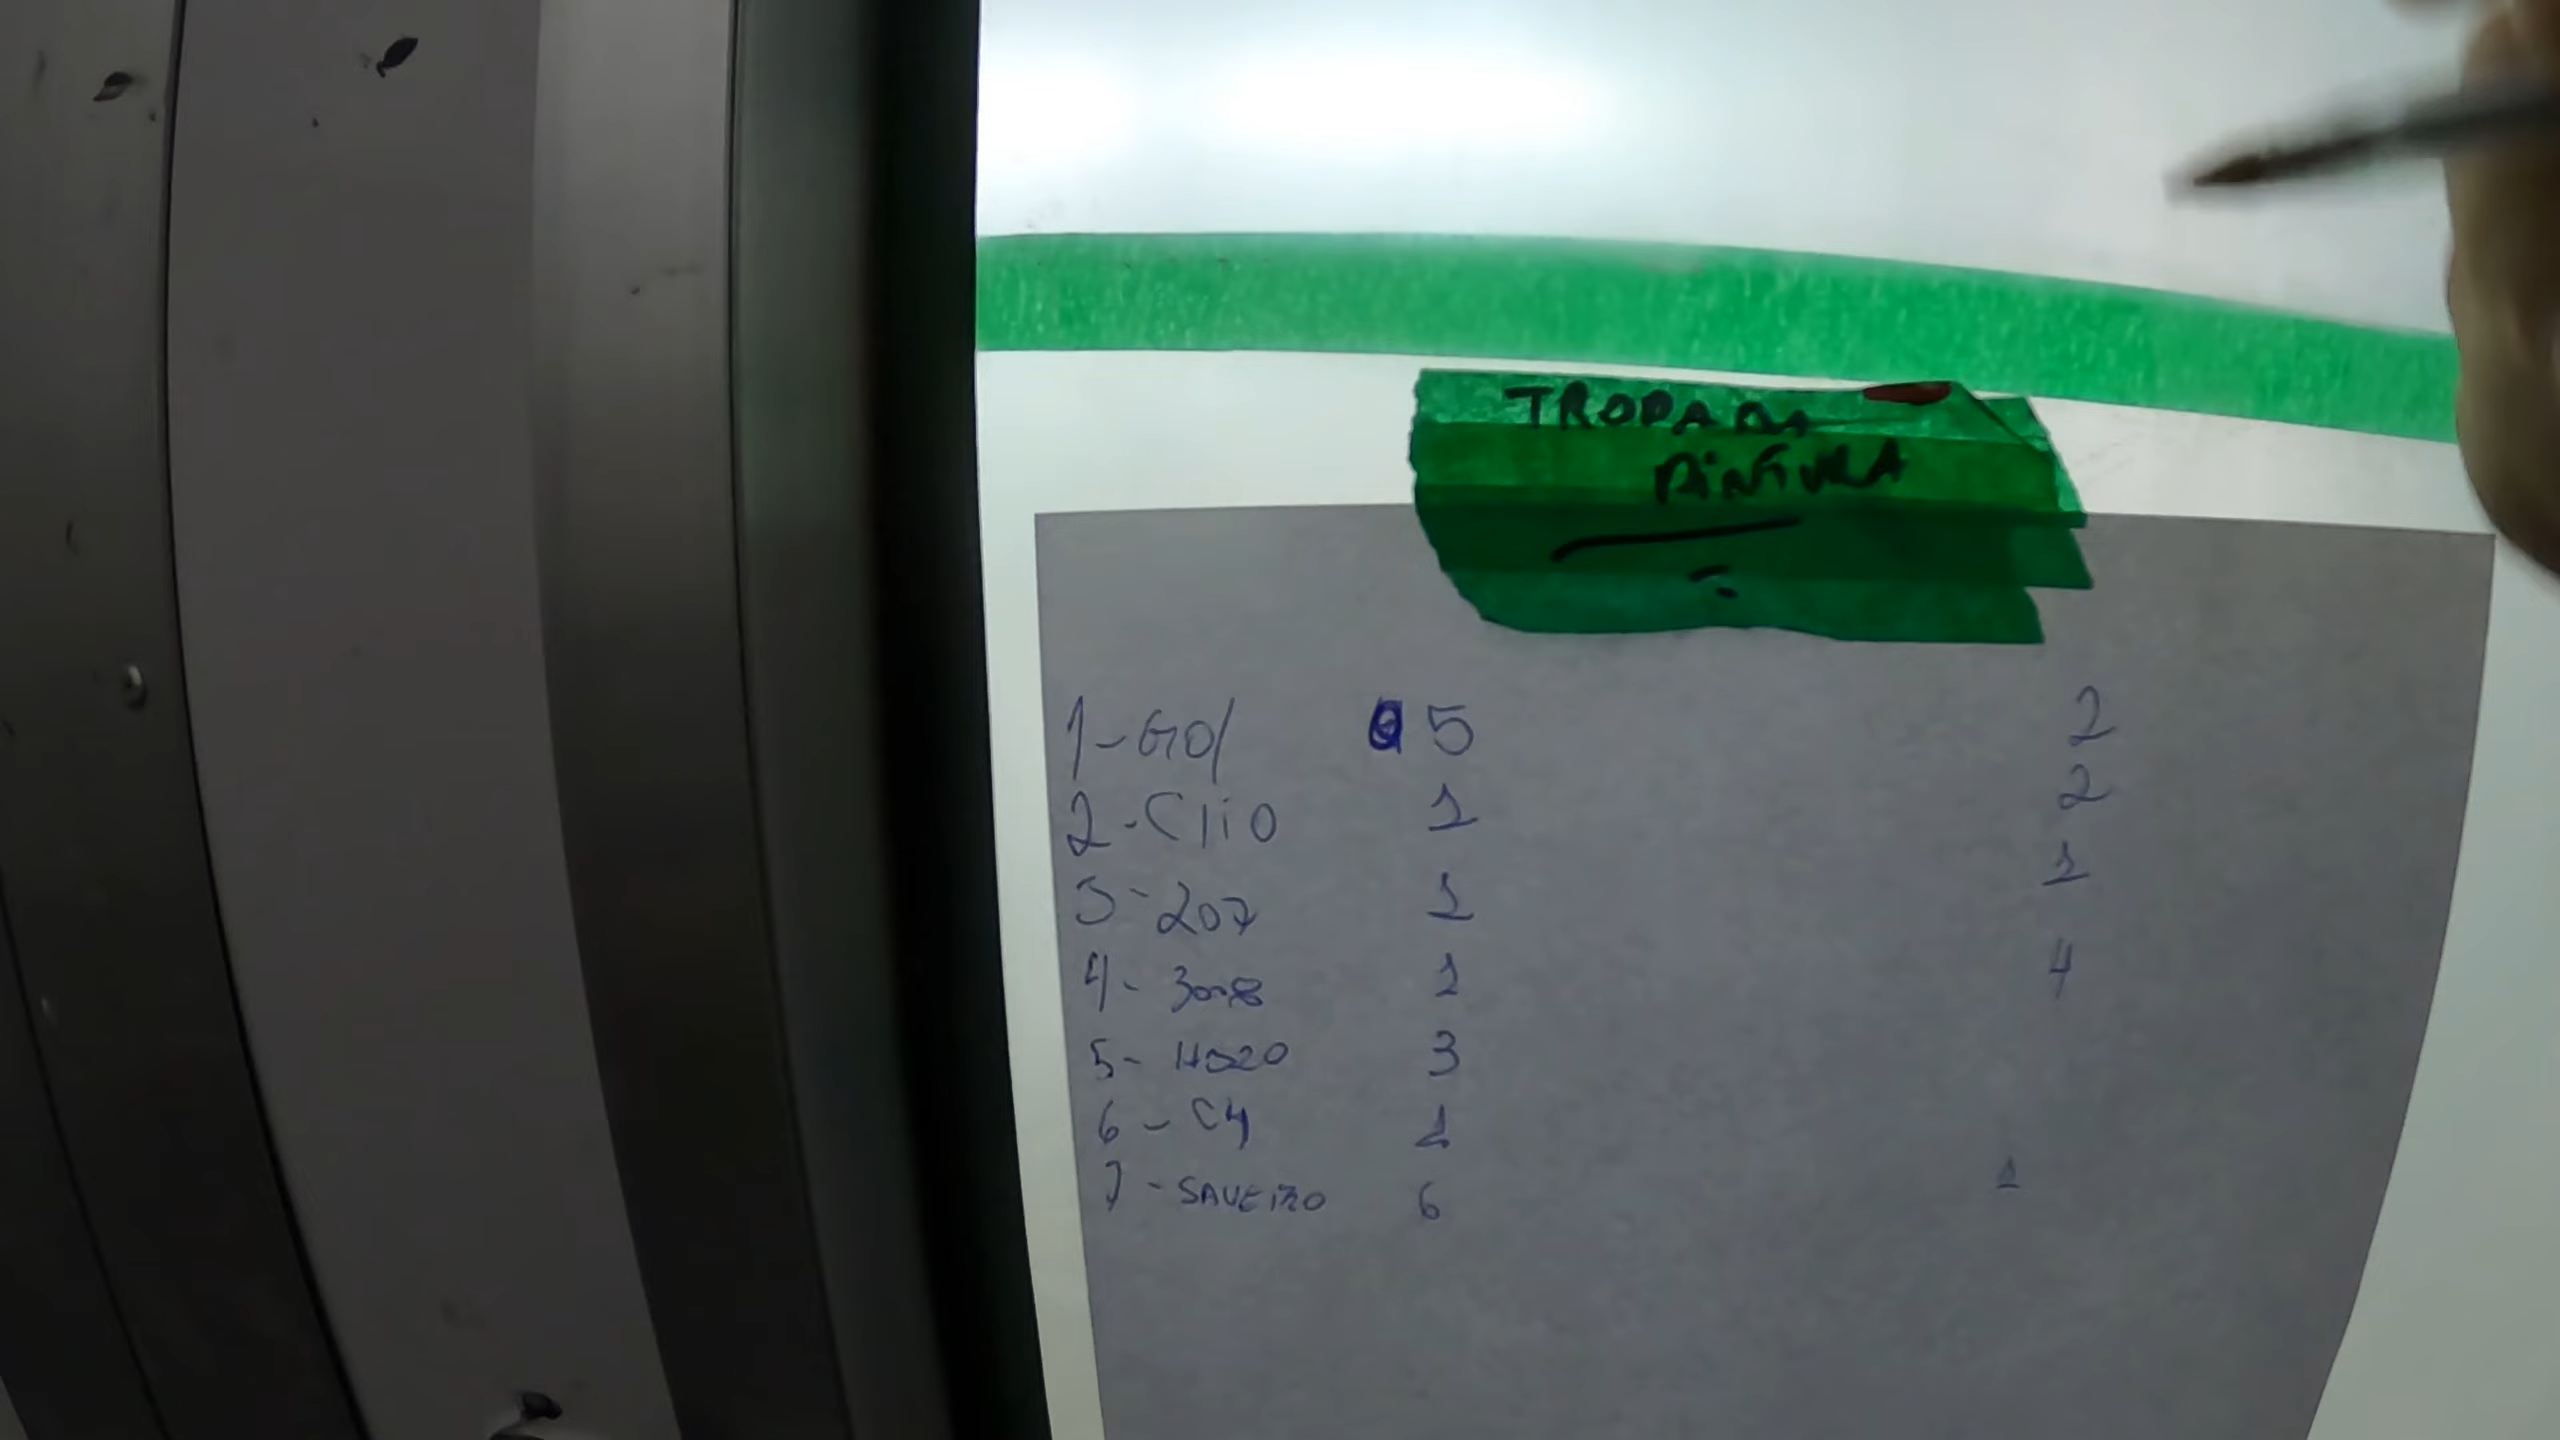 TROPA DA
PINTURA
1-Gol 5 2
2-Clio 1 2
3-207 1 1
4- 3008 1 4
5- HB20 3
6-C4 1
7-SAVEIRO 6 1